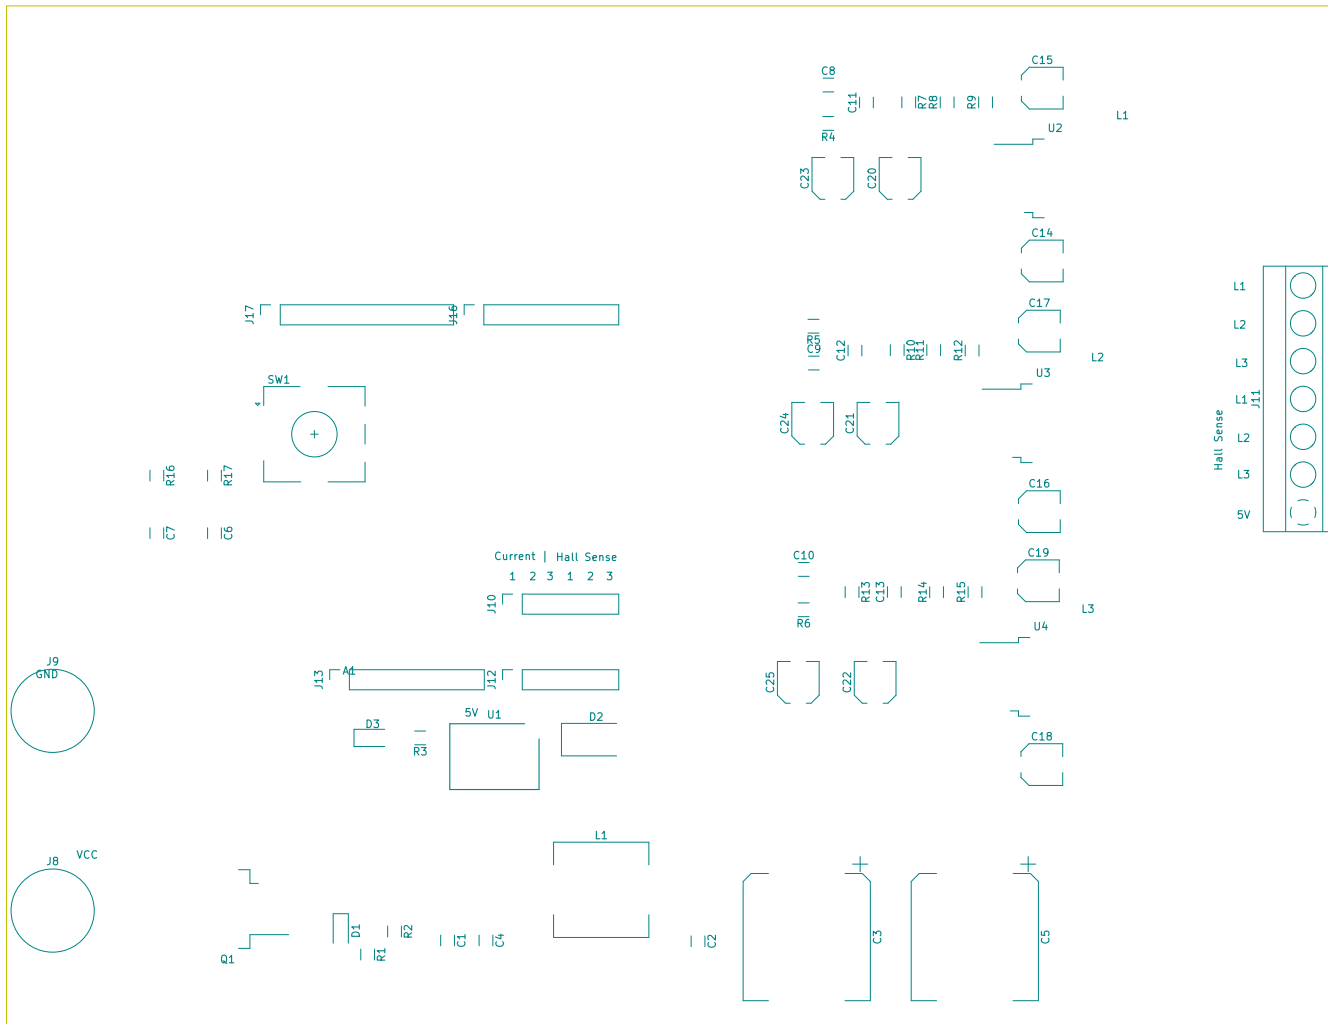 C15
C8
C11
R7
R8
R9
L1
U2
R4
C23
C20
C14
L1
C17
J17
J16
L2
R5
C9
C12
R10
R11
R12
L2
L3
U3
SW1
L1
J11
C24
C21
Hall Sense
L2
R16
R17
L3
C16
5V
C7
C6
Current | Hall Sense
C10
1 2 3 1 2 3
J10
R13
C13
R14
R15
C19
L3
R6
U4
J9
GND
J13
A1
J12
C25
C22
5V
U1
D2
D3
R3
C18
L1
VCC
J8
D1
R2
C1
C4
C2
C3
C5
R1
Q1